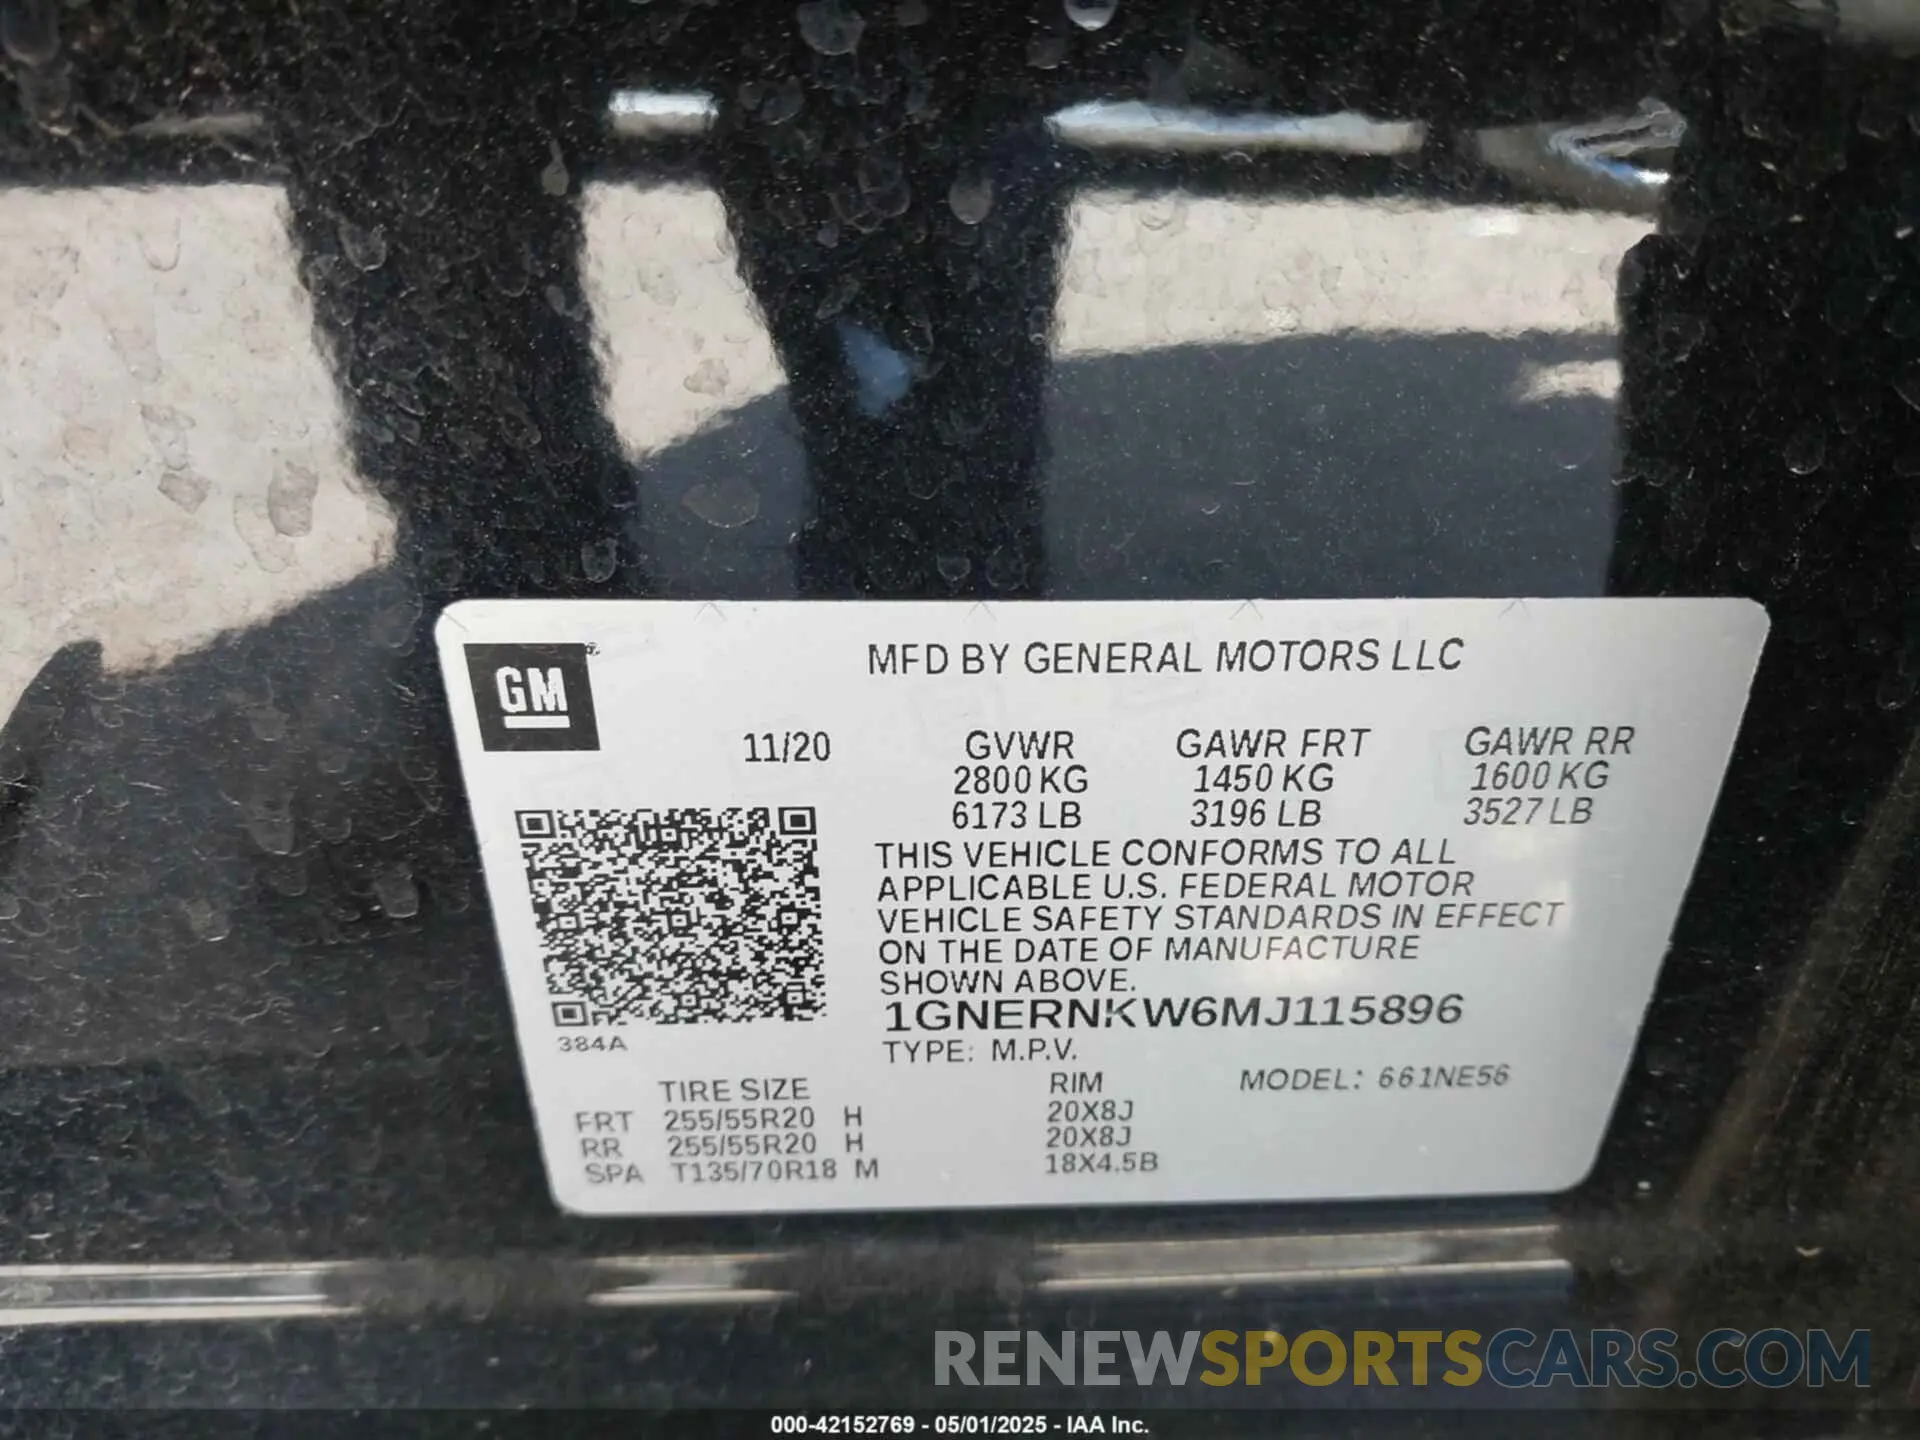 GM
MFD BY GENERAL MOTORS LLC
11/20 GVWR GAWR FRT GAWR RR
2800 KG 1450 KG 1600 KG
6173 LB 3196 LB 3527 LB
THIS VEHICLE CONFORMS TO ALL
APPLICABLE U.S. FEDERAL MOTOR
VEHICLE SAFETY STANDARDS IN EFFECT
ON THE DATE OF MANUFACTURE
SHOWN ABOVE.
1GNERNKW6MJ115896
384A
TYPE: M.P.V.
TIRE SIZE RIM MODEL: 661NE56
FRT 255/55R20 H 20X8J
RR 255/55R20 H 20X8J
SPA T135/70R18 M 18X4.5B
RENEWSPORTSCARS.COM
000-42152769 - 05/01/2025 - IAA Inc.